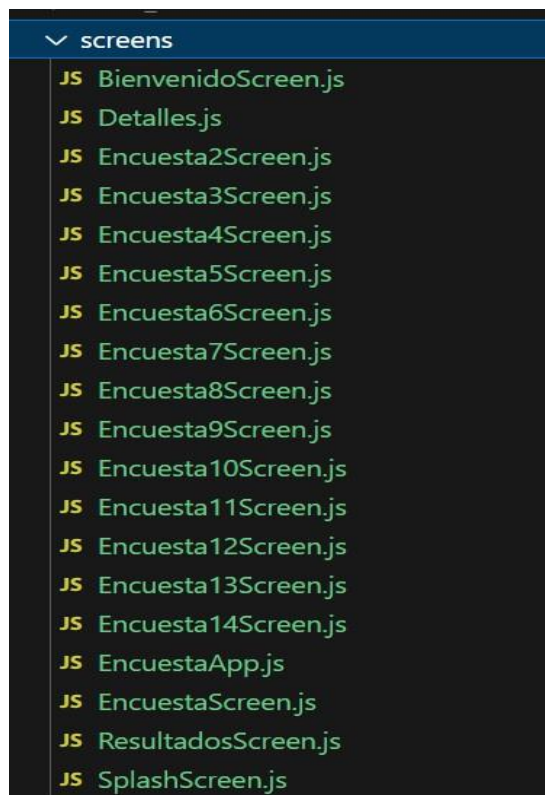 screens
JS BienvenidoScreen.js
JS Detalles.js
JS Encuesta2Screen.js
JS Encuesta3Screen.js
JS Encuesta4Screen.js
JS Encuesta5Screen.js
JS Encuesta6Screen.js
JS Encuesta7Screen.js
JS Encuesta8Screen.js
JS Encuesta9Screen.js
JS Encuesta10Screen.js
JS Encuesta11Screen.js
JS Encuesta12Screen.js
JS Encuesta13Screen.js
JS Encuesta14Screen.js
JS EncuestaApp.js
JS EncuestaScreen.js
JS ResultadosScreen.js
JS SplashScreen.js